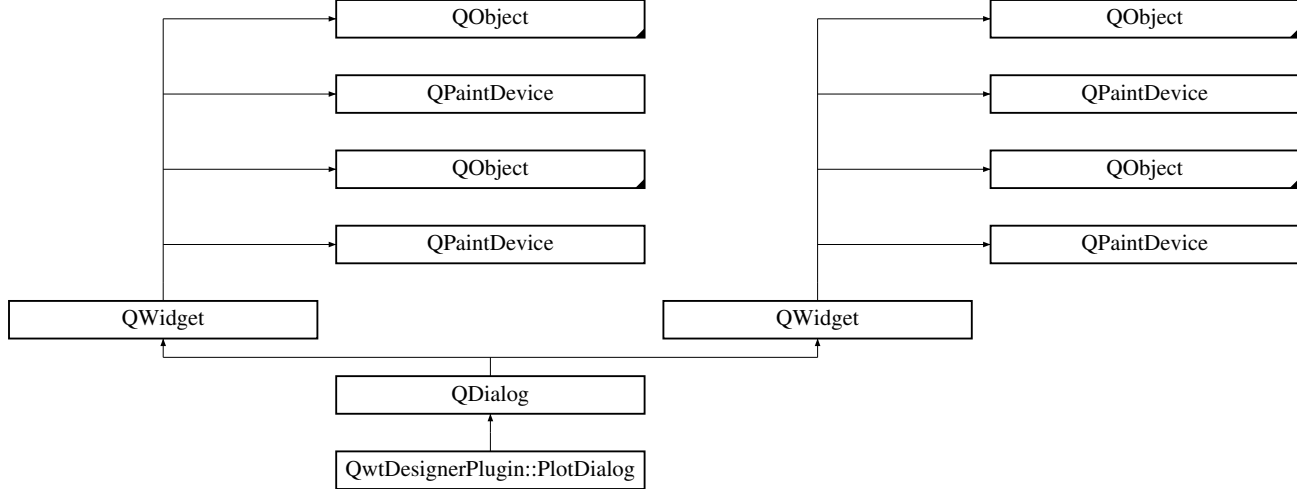 QObject QObject
QPaintDevice QPaintDevice
QObject QObject
QPaintDevice QPaintDevice
QWidget QWidget
QDialog
QwtDesignerPlugin::PlotDialog